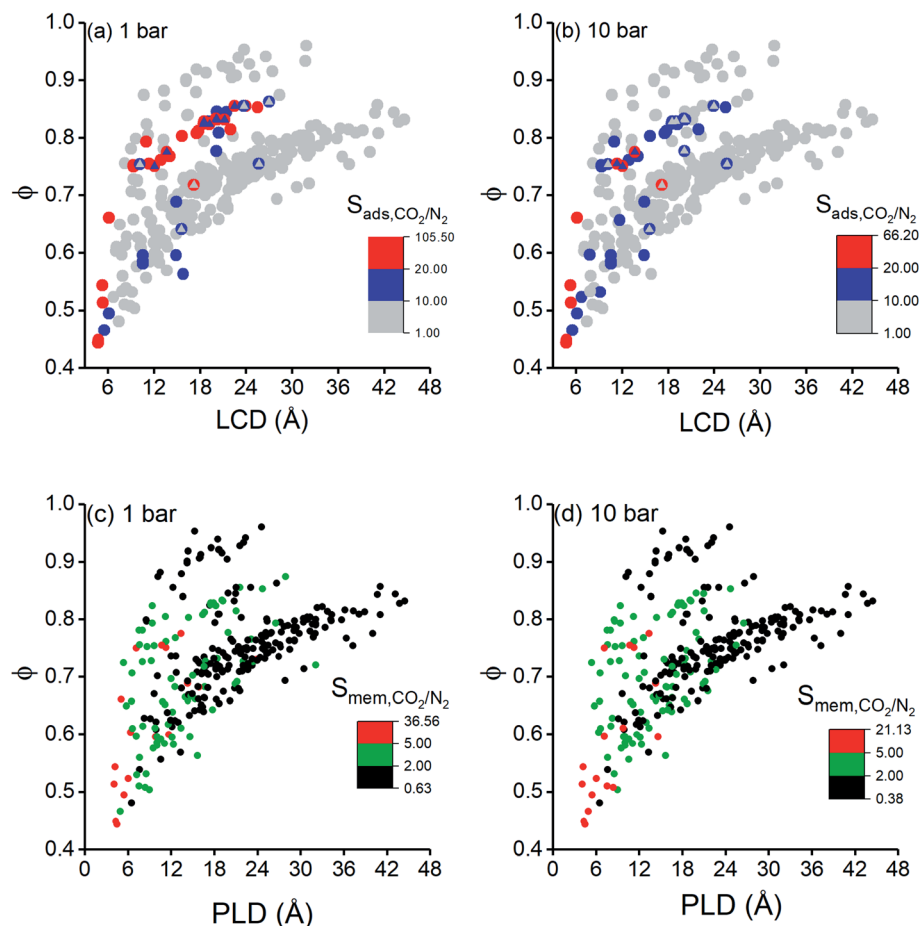 (a) 1 bar
1.0
0.9
0.8
0.7
0.6
0.5
0.4
ϕ
S_ads,CO₂/N₂
105.50
20.00
10.00
1.00
6 12 18 24 30 36 42 48
LCD (Å)
(b) 10 bar
1.0
0.9
0.8
0.7
0.6
0.5
0.4
ϕ
S_ads,CO₂/N₂
66.20
20.00
10.00
1.00
6 12 18 24 30 36 42 48
LCD (Å)
(c) 1 bar
1.0
0.9
0.8
0.7
0.6
0.5
0.4
ϕ
S_mem,CO₂/N₂
36.56
5.00
2.00
0.63
0 6 12 18 24 30 36 42 48
PLD (Å)
(d) 10 bar
1.0
0.9
0.8
0.7
0.6
0.5
0.4
ϕ
S_mem,CO₂/N₂
21.13
5.00
2.00
0.38
0 6 12 18 24 30 36 42 48
PLD (Å)